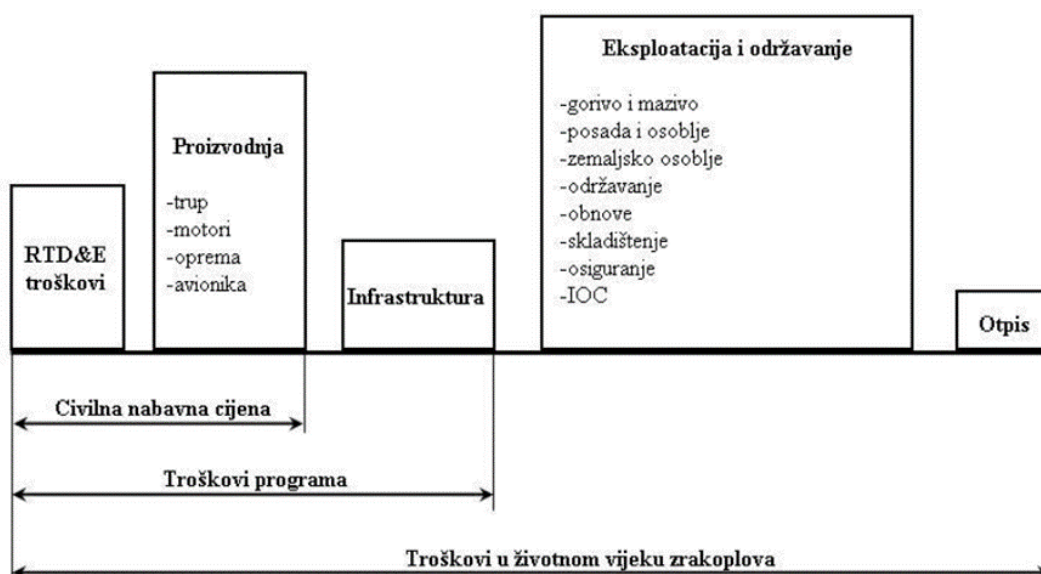 RTD&E
troškovi
Proizvodnja
-trup
-motori
-oprema
-avionika
Infrastruktura
Eksploatacija i održavanje
-gorivo i mazivo
-posada i osoblje
-zemaljsko osoblje
-održavanje
-obnove
-skladištenje
-osiguranje
-IOC
Otpis
Civilna nabavna cijena
Troškovi programa
Troškovi u životnom vijeku zrakoplova